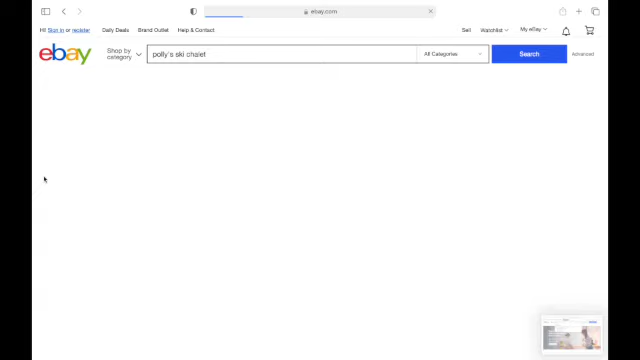 ebay.com
Hi! Sign in or register Daily Deals Brand Outlet Help & Contact Sell Watchlist My eBay
ebay Shop by category polly's ski chalet All Categories Search Advanced